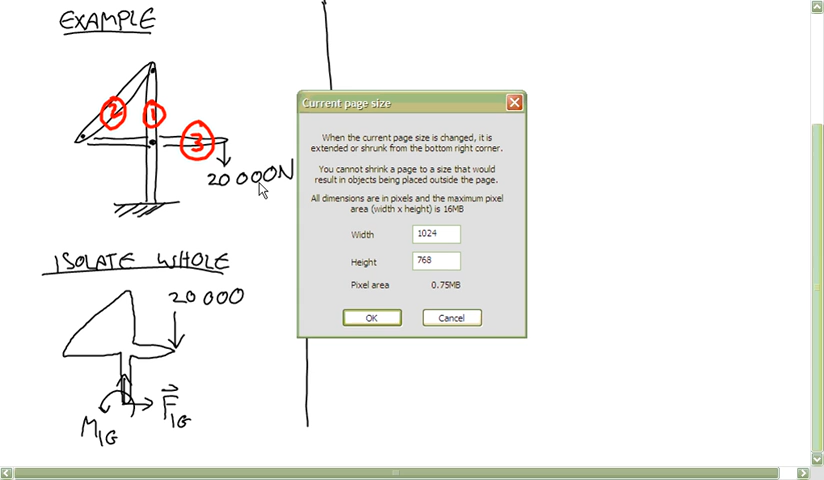 EXAMPLE
2
1
3
20 000N
ISOLATE WHOLE
20 000
F1G
M1G
Current page size
When the current page size is changed, it is
extended or shrunk from the bottom right corner.
You cannot shrink a page to a size that would
result in objects being placed outside the page.
All dimensions are in pixels and the maximum pixel
area (width x height) is 16MB
Width 1024
Height 768
Pixel area 0.75MB
OK Cancel